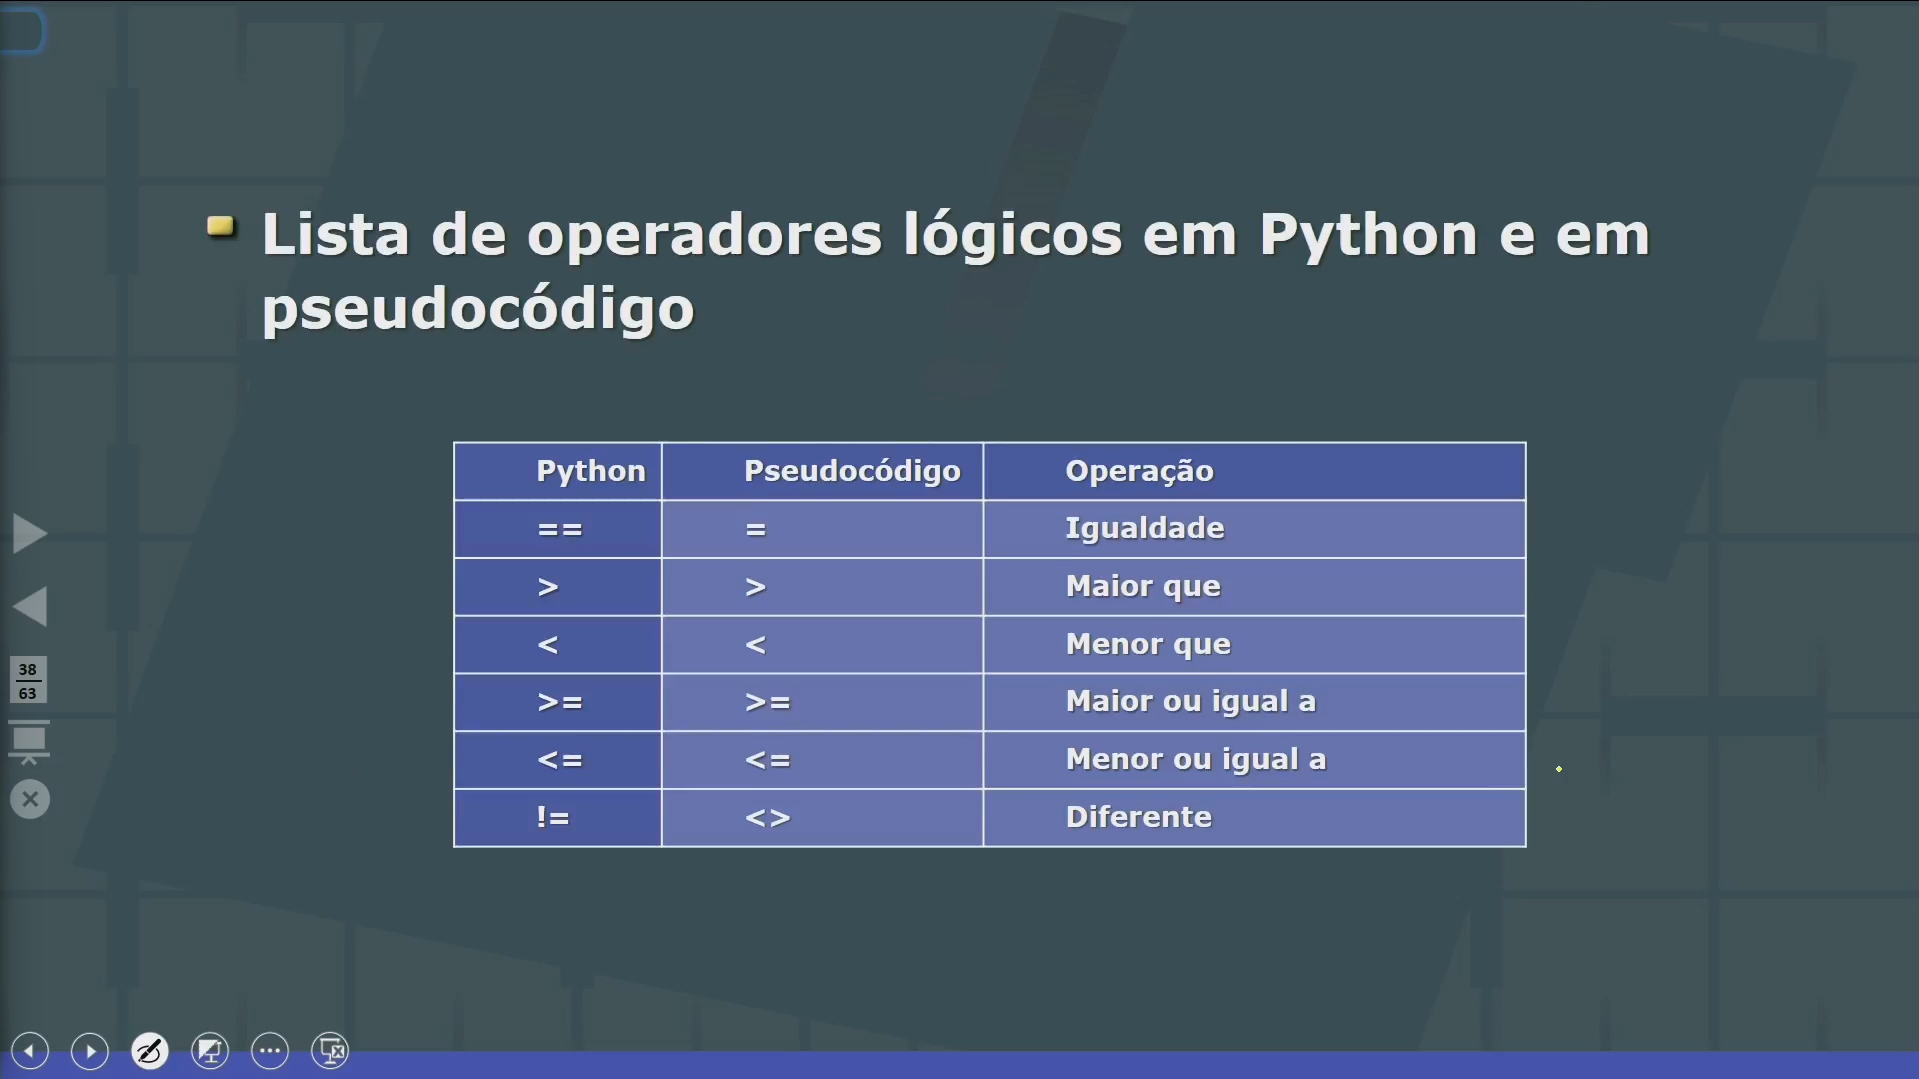 Lista de operadores lógicos em Python e em
pseudocódigo
Python Pseudocódigo Operação
== = Igualdade
> > Maior que
< < Menor que
>= >= Maior ou igual a
<= <= Menor ou igual a
!= <> Diferente
38
63